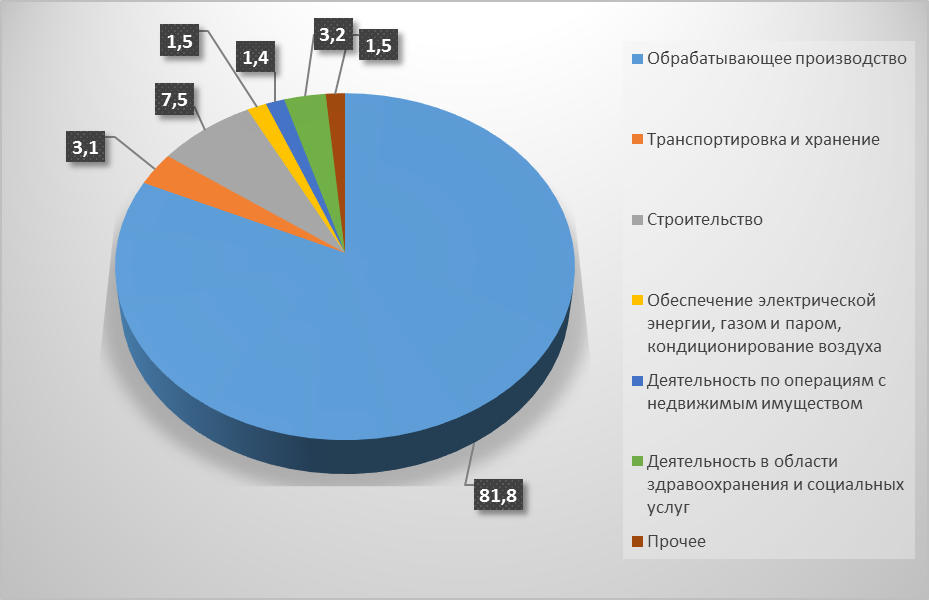 3,2
1,5
1,5
1,4
7,5
3,1
81,8
Обрабатывающее производство
Транспортировка и хранение
Строительство
Обеспечение электрической
энергии, газом и паром,
кондиционирование воздуха
Деятельность по операциям с
недвижимым имуществом
Деятельность в области
здравоохранения и социальных
услуг
Прочее